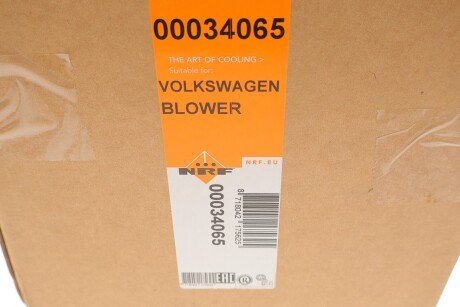 00034065
THE ART OF COOLING >
Suitable for:
VOLKSWAGEN
BLOWER
NRF
NRF.EU
00034065
EAC